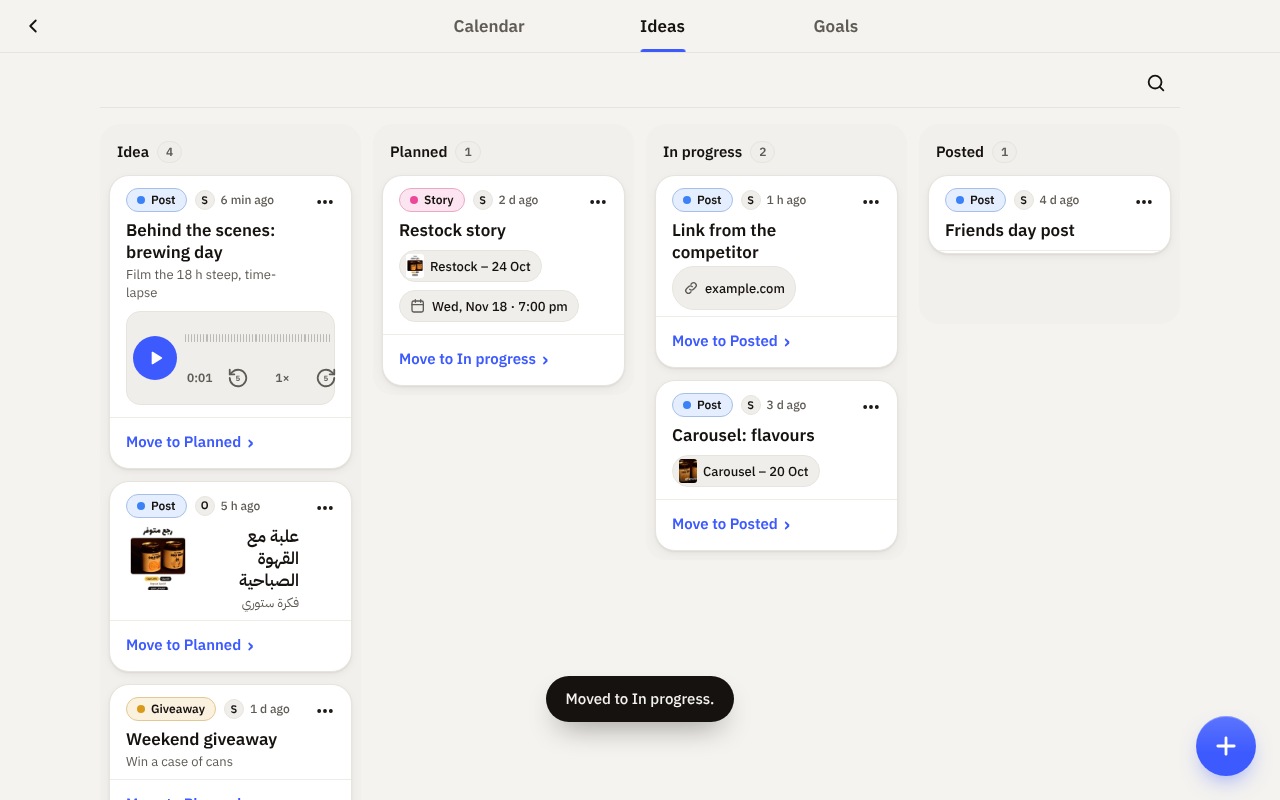 Calendar
Ideas
Goals
Idea 4
Post S 6 min ago
Behind the scenes:
brewing day
Film the 18 h steep, time-
lapse
0:01 5 1× 5
Move to Planned
Post O 5 h ago
رجع متوفر
علبة مع
القهوة
الصباحية
فكرة ستوري
Move to Planned
Giveaway S 1 d ago
Weekend giveaway
Win a case of cans
Planned 1
Story S 2 d ago
Restock story
Restock – 24 Oct
Wed, Nov 18 · 7:00 pm
Move to In progress
In progress 2
Post S 1 h ago
Link from the
competitor
example.com
Move to Posted
Post S 3 d ago
Carousel: flavours
Carousel – 20 Oct
Move to Posted
Posted 1
Post S 4 d ago
Friends day post
Moved to In progress.